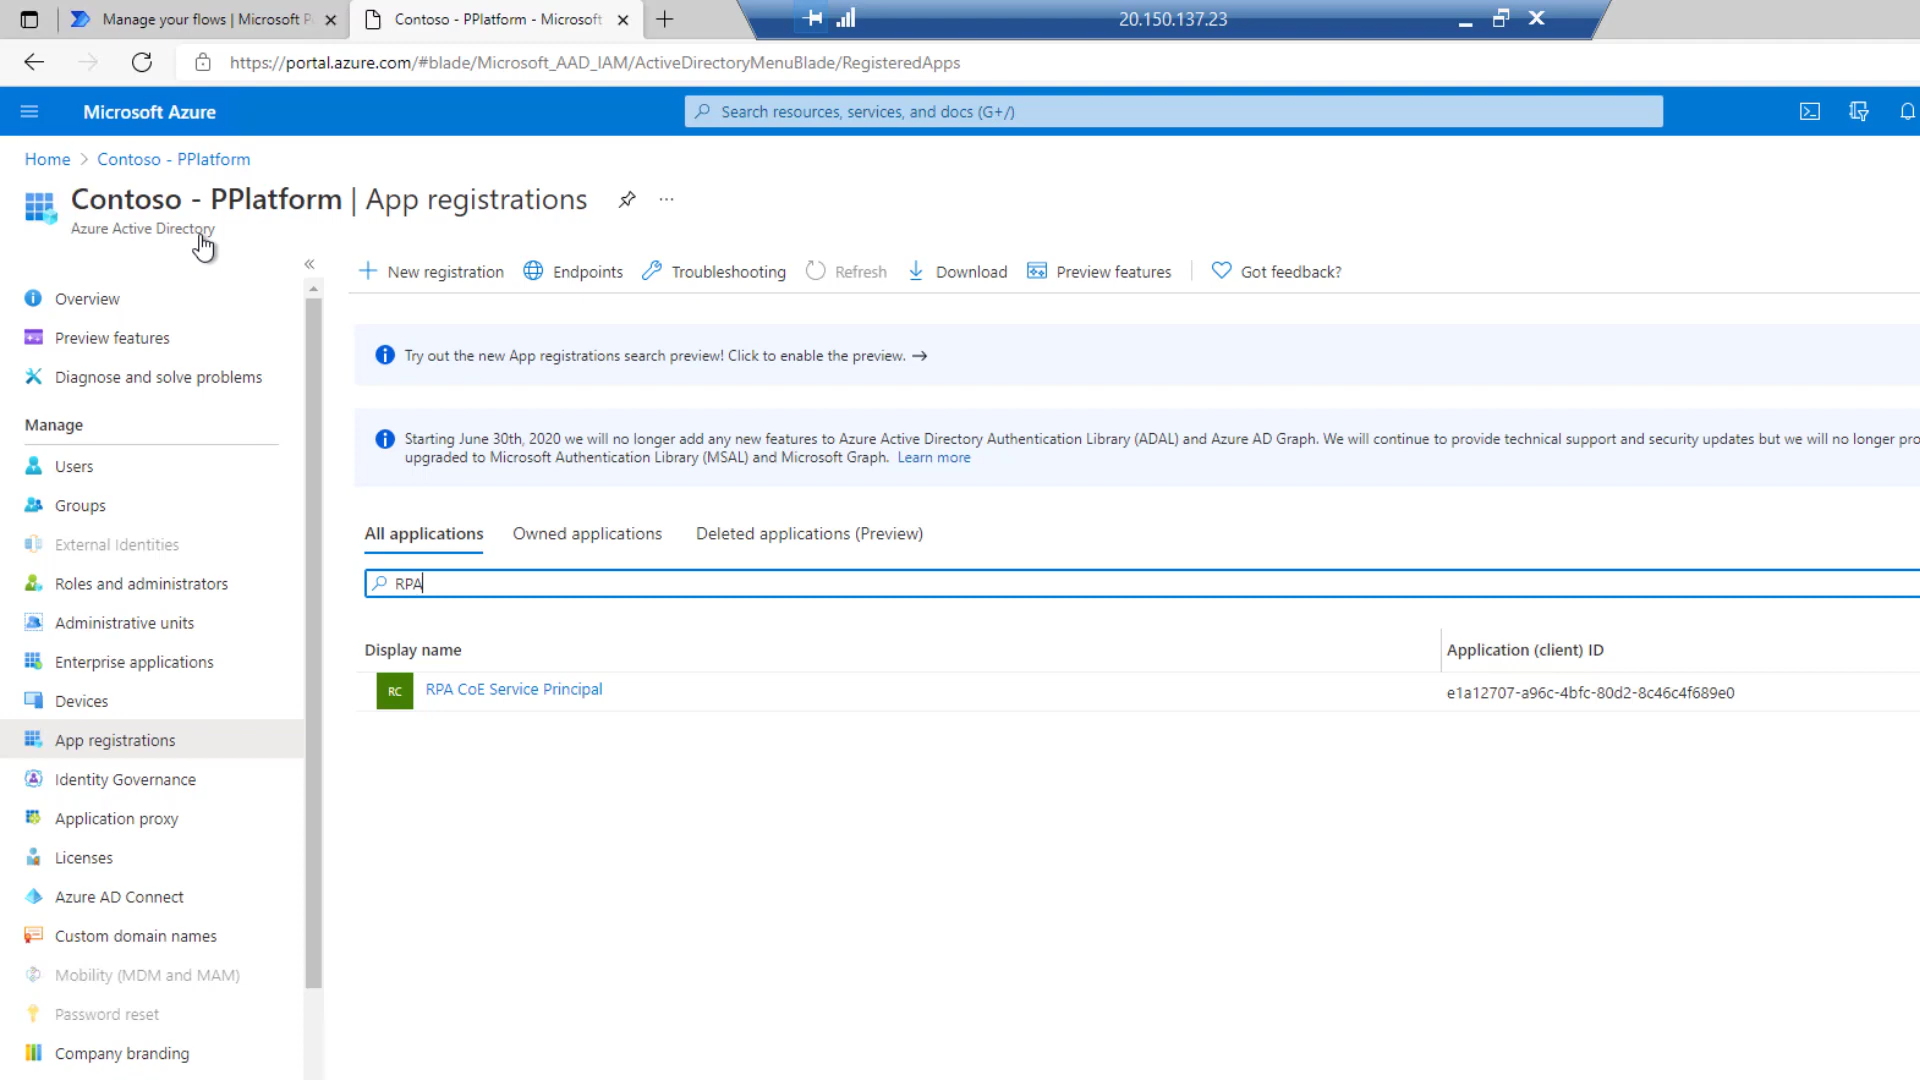 Manage your flows | Microsoft P
Contoso - PPlatform - Microsoft
20.150.137.23
https://portal.azure.com/#blade/Microsoft_AAD_IAM/ActiveDirectoryMenuBlade/RegisteredApps
Microsoft Azure
Search resources, services, and docs (G+/)
Home > Contoso - PPlatform
Contoso - PPlatform | App registrations
Azure Active Directory
New registration
Endpoints
Troubleshooting
Refresh
Download
Preview features
Got feedback?
Overview
Preview features
Diagnose and solve problems
Manage
Users
Groups
External Identities
Roles and administrators
Administrative units
Enterprise applications
Devices
App registrations
Identity Governance
Application proxy
Licenses
Azure AD Connect
Custom domain names
Mobility (MDM and MAM)
Password reset
Company branding
Try out the new App registrations search preview! Click to enable the preview. →
Starting June 30th, 2020 we will no longer add any new features to Azure Active Directory Authentication Library (ADAL) and Azure AD Graph. We will continue to provide technical support and security updates but we will no longer pro
upgraded to Microsoft Authentication Library (MSAL) and Microsoft Graph. Learn more
All applications
Owned applications
Deleted applications (Preview)
RPA
Display name
Application (client) ID
RC
RPA CoE Service Principal
e1a12707-a96c-4bfc-80d2-8c46c4f689e0